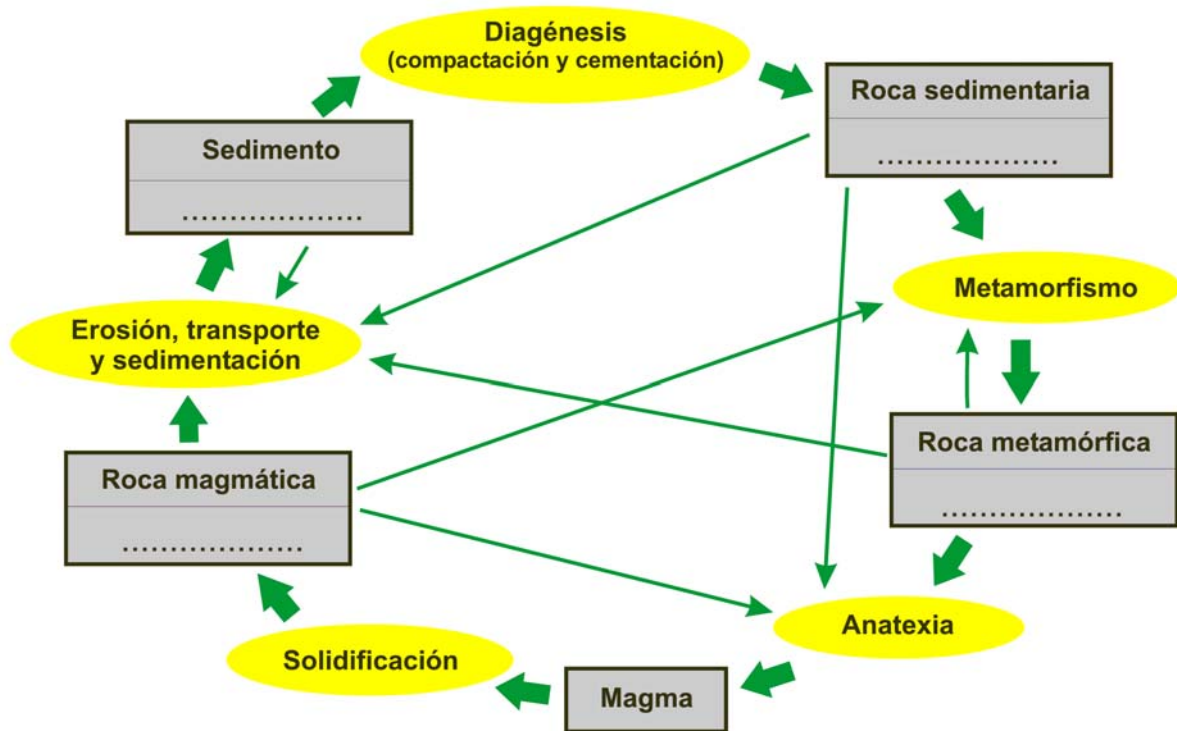 Diagénesis
(compactación y cementación)
Roca sedimentaria
...................
Sedimento
...................
Metamorfismo
Erosión, transporte
y sedimentación
Roca metamórfica
...................
Roca magmática
...................
Anatexia
Solidificación
Magma